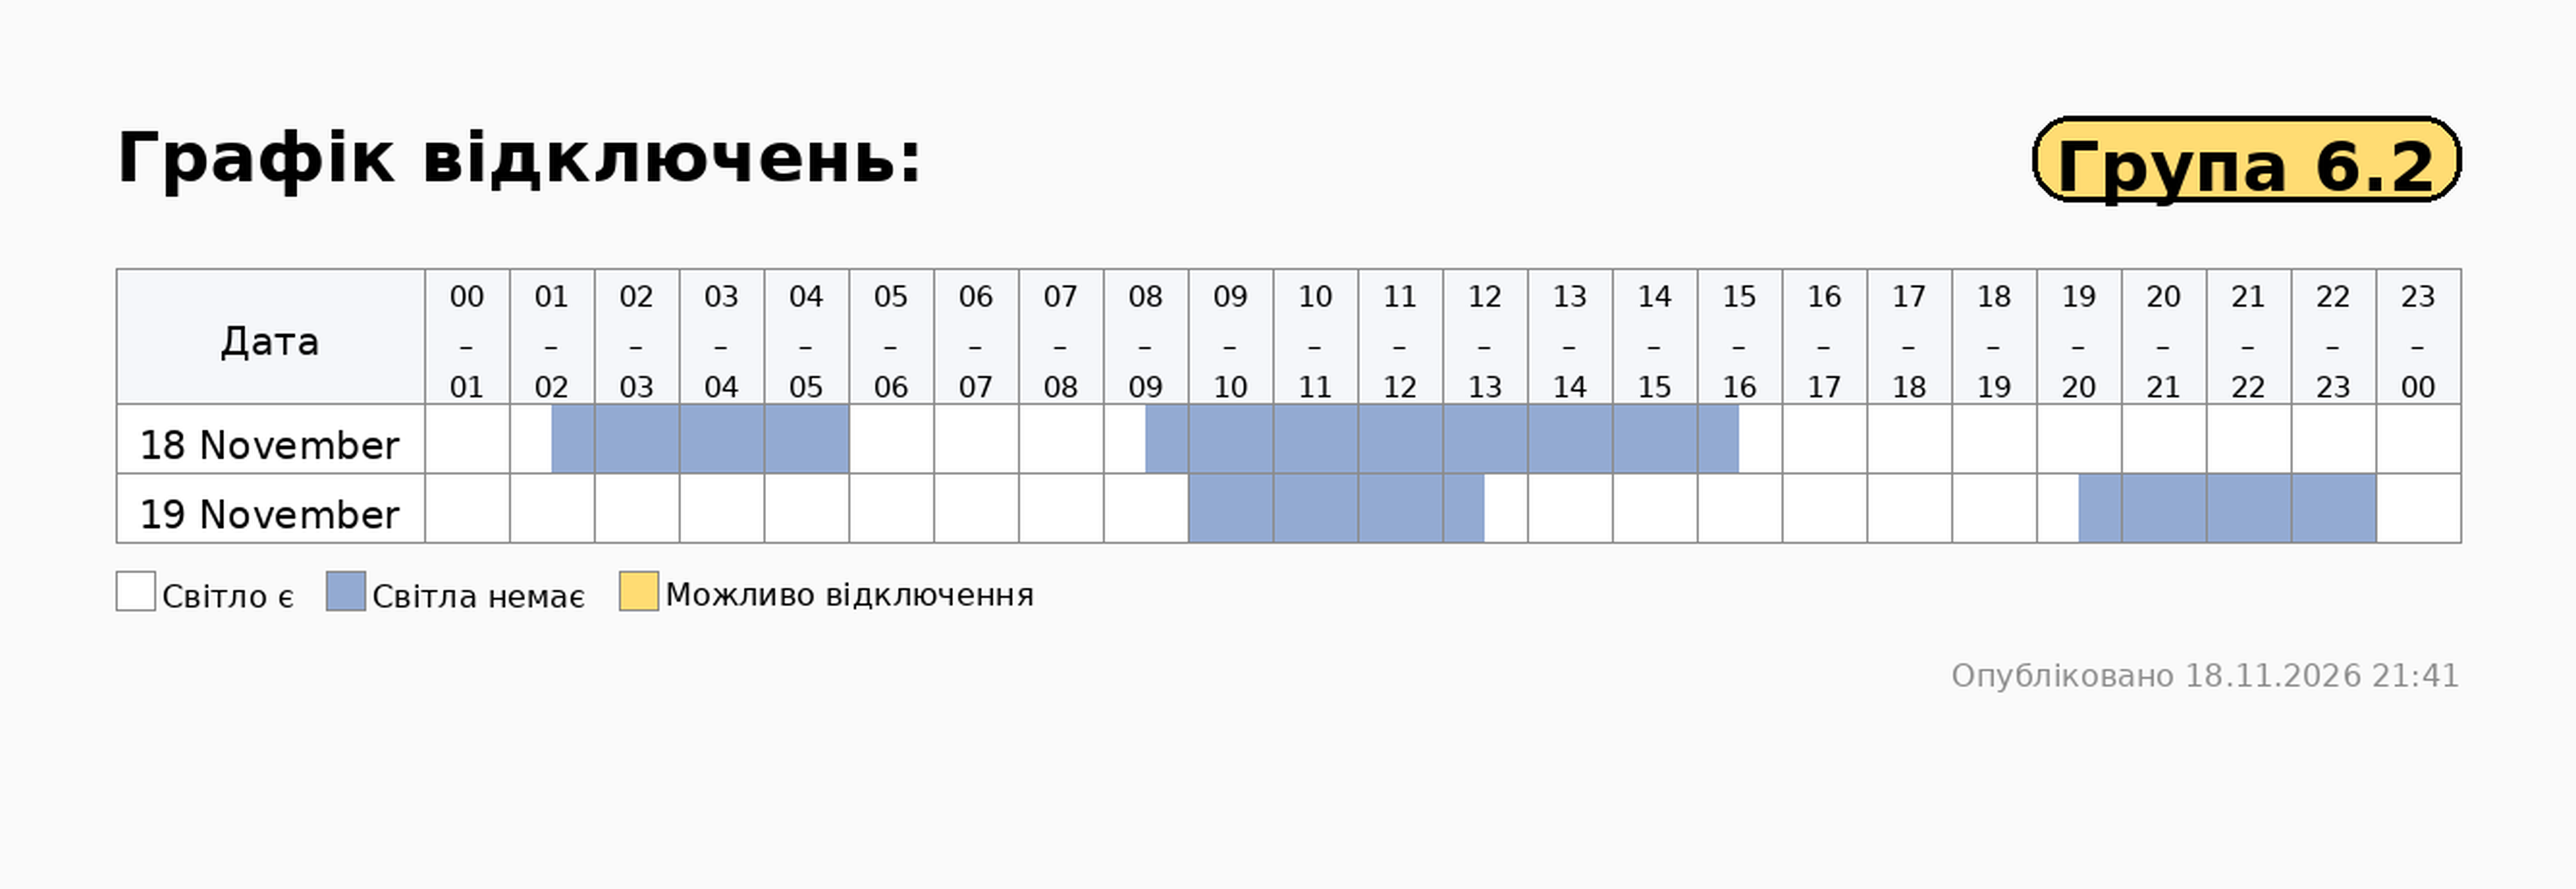 Графік відключень:
Група 6.2
Дата
00 – 01
01 – 02
02 – 03
03 – 04
04 – 05
05 – 06
06 – 07
07 – 08
08 – 09
09 – 10
10 – 11
11 – 12
12 – 13
13 – 14
14 – 15
15 – 16
16 – 17
17 – 18
18 – 19
19 – 20
20 – 21
21 – 22
22 – 23
23 – 00
18 November
19 November
Світло є
Світла немає
Можливо відключення
Опубліковано 18.11.2026 21:41